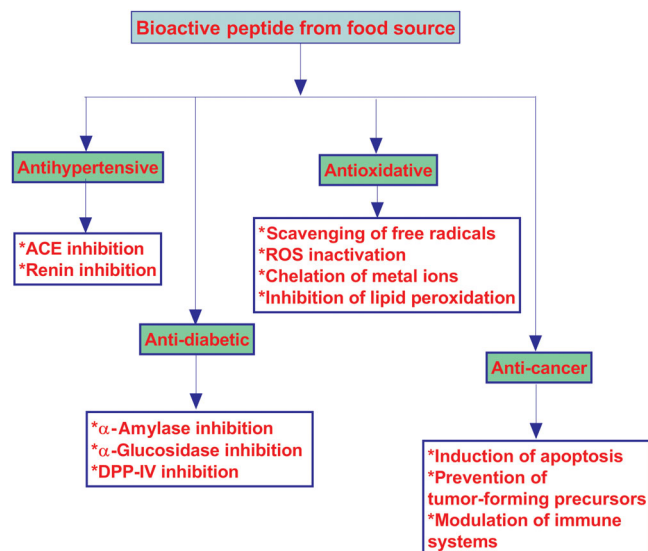 Bioactive peptide from food source
Antihypertensive
*ACE inhibition
*Renin inhibition
Antioxidative
*Scavenging of free radicals
*ROS inactivation
*Chelation of metal ions
*Inhibition of lipid peroxidation
Anti-diabetic
*α-Amylase inhibition
*α-Glucosidase inhibition
*DPP-IV inhibition
Anti-cancer
*Induction of apoptosis
*Prevention of
tumor-forming precursors
*Modulation of immune
systems